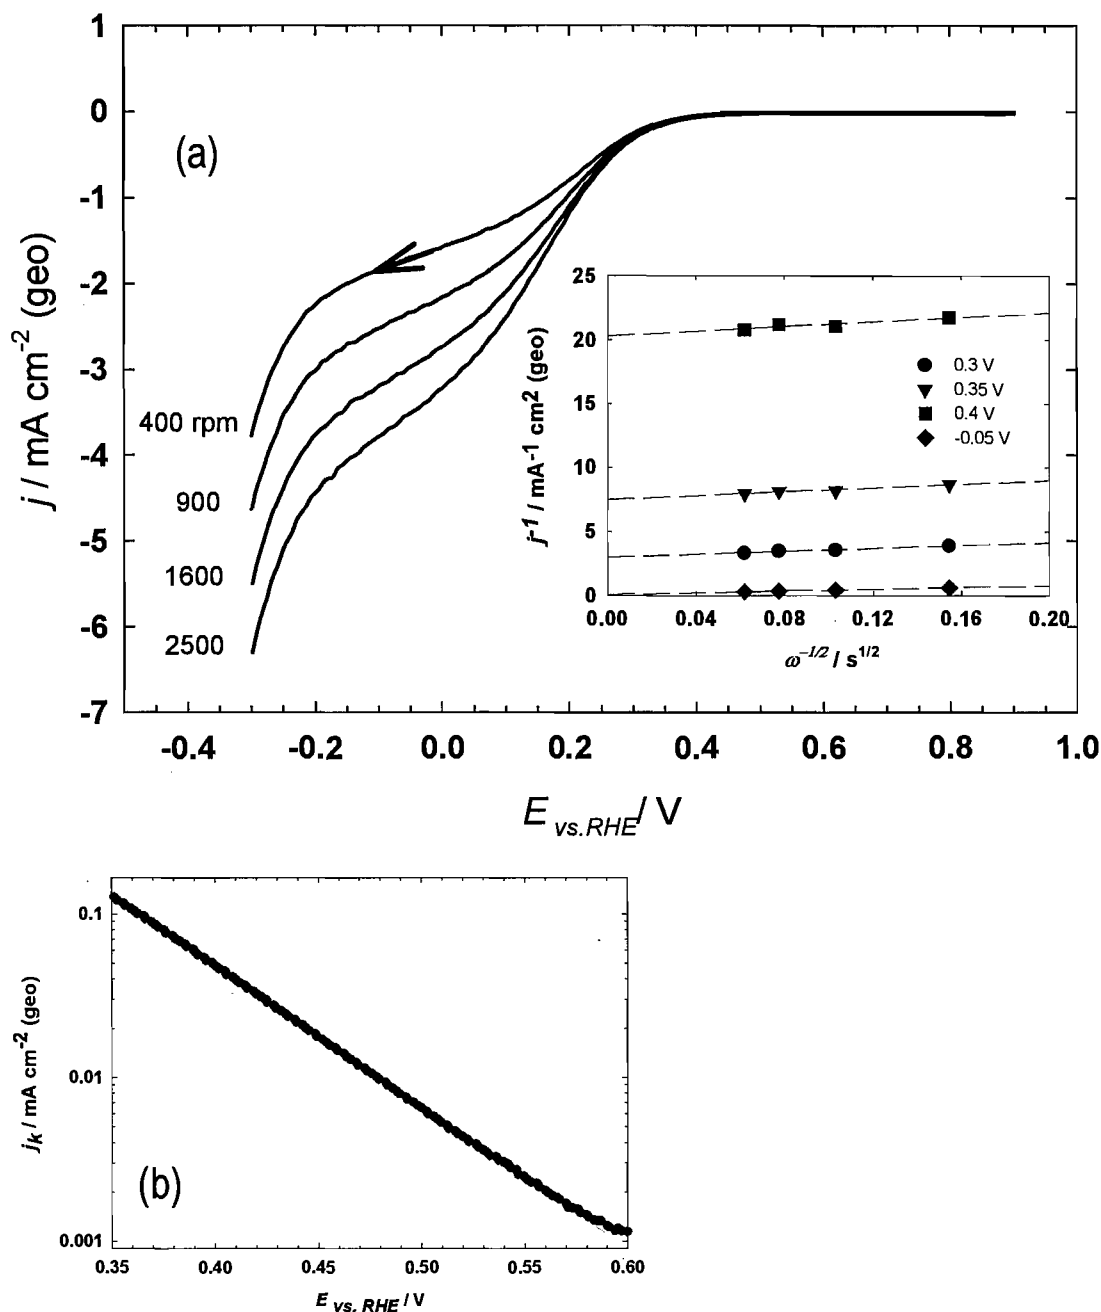 1
0
-1
-2
-3
-4
-5
-6
-7
j / mA cm-2 (geo)
(a)
400 rpm
900
1600
2500
-0.4 -0.2 0.0 0.2 0.4 0.6 0.8 1.0
E vs.RHE / V
25
20
15
10
5
0
j-1 / mA-1 cm2 (geo)
0.3 V
0.35 V
0.4 V
-0.05 V
0.00 0.04 0.08 0.12 0.16 0.20
ω-1/2 / s1/2
0.1
0.01
0.001
jk / mA cm-2 (geo)
(b)
0.35 0.40 0.45 0.50 0.55 0.60
E vs. RHE / V